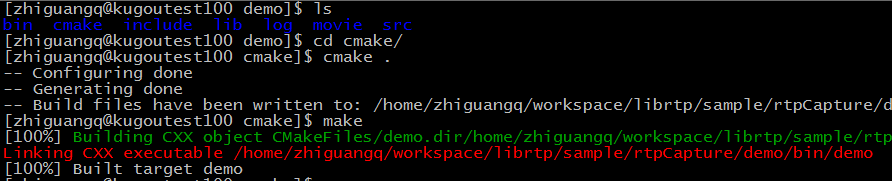 [zhiguangq@kugoutest100 demo]$ ls
bin cmake include lib log movie src
[zhiguangq@kugoutest100 demo]$ cd cmake/
[zhiguangq@kugoutest100 cmake]$ cmake .
-- Configuring done
-- Generating done
-- Build files have been written to: /home/zhiguangq/workspace/librtp/sample/rtpCapture/d
[zhiguangq@kugoutest100 cmake]$ make
[100%] Building CXX object CMakeFiles/demo.dir/home/zhiguangq/workspace/librtp/sample/rtp
Linking CXX executable /home/zhiguangq/workspace/librtp/sample/rtpCapture/demo/bin/demo
[100%] Built target demo